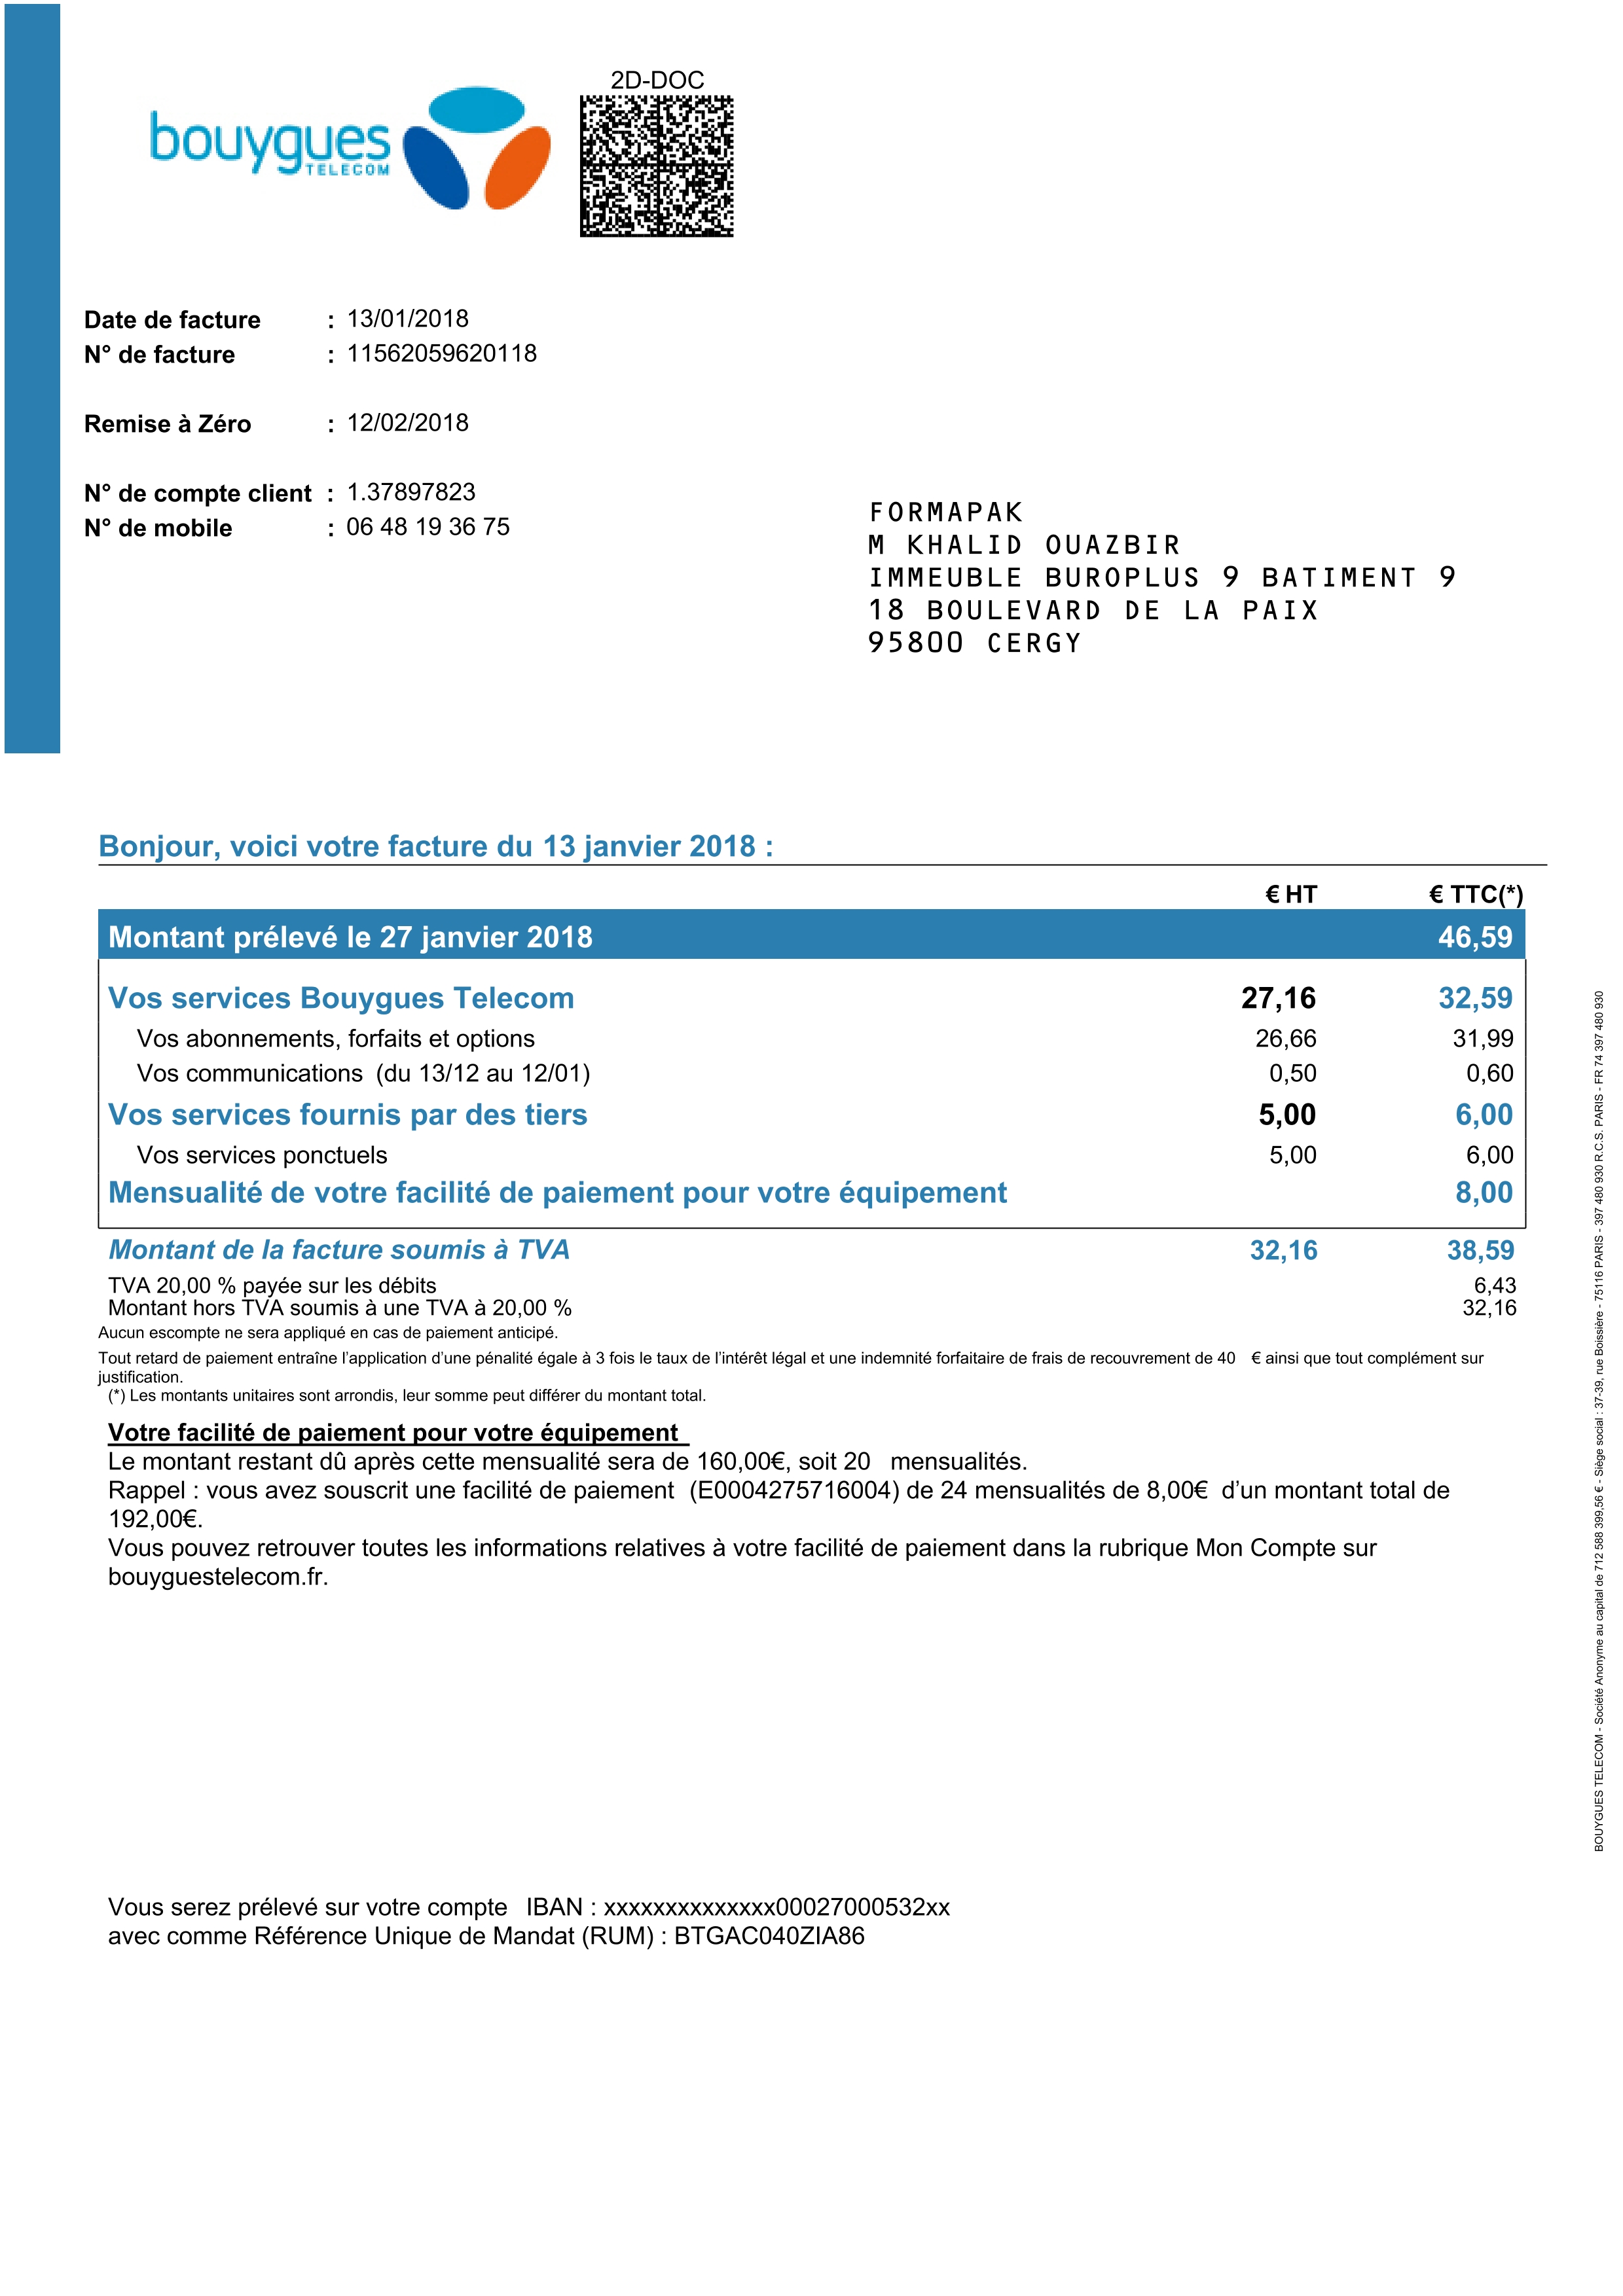 bouygues
TELECOM
2D-DOC
Date de facture : 13/01/2018
N° de facture : 11562059620118
Remise à Zéro : 12/02/2018
N° de compte client : 1.37897823
N° de mobile : 06 48 19 36 75
FORMAPAK
M KHALID OUAZBIR
IMMEUBLE BUROPLUS 9 BATIMENT 9
18 BOULEVARD DE LA PAIX
95800 CERGY
Bonjour, voici votre facture du 13 janvier 2018 :
€ HT € TTC(*)
Montant prélevé le 27 janvier 2018 46,59
Vos services Bouygues Telecom 27,16 32,59
Vos abonnements, forfaits et options 26,66 31,99
Vos communications (du 13/12 au 12/01) 0,50 0,60
Vos services fournis par des tiers 5,00 6,00
Vos services ponctuels 5,00 6,00
Mensualité de votre facilité de paiement pour votre équipement 8,00
Montant de la facture soumis à TVA 32,16 38,59
TVA 20,00 % payée sur les débits 6,43
Montant hors TVA soumis à une TVA à 20,00 % 32,16
Aucun escompte ne sera appliqué en cas de paiement anticipé.
Tout retard de paiement entraîne l'application d'une pénalité égale à 3 fois le taux de l'intérêt légal et une indemnité forfaitaire de frais de recouvrement de 40 € ainsi que tout complément sur
justification.
(*) Les montants unitaires sont arrondis, leur somme peut différer du montant total.
Votre facilité de paiement pour votre équipement
Le montant restant dû après cette mensualité sera de 160,00€, soit 20 mensualités.
Rappel : vous avez souscrit une facilité de paiement (E0004275716004) de 24 mensualités de 8,00€ d'un montant total de
192,00€.
Vous pouvez retrouver toutes les informations relatives à votre facilité de paiement dans la rubrique Mon Compte sur
bouyguestelecom.fr.
Vous serez prélevé sur votre compte IBAN : xxxxxxxxxxxxxx00027000532xx
avec comme Référence Unique de Mandat (RUM) : BTGAC040ZIA86
BOUYGUES TELECOM - Société Anonyme au capital de 712 588 399,56 € - Siège social : 37-39, rue Boissière - 75116 PARIS - 397 480 930 R.C.S. PARIS - FR 74 397 480 930